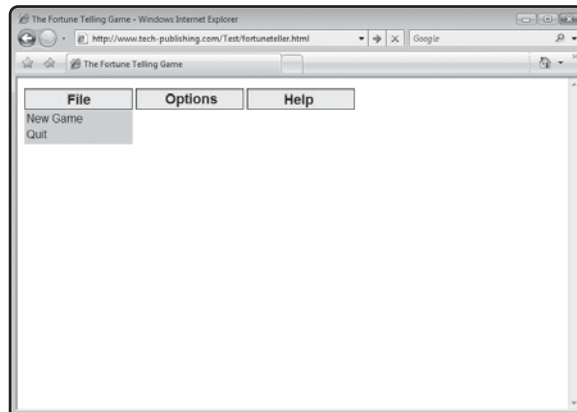 The Fortune Telling Game - Windows Internet Explorer
http://www.tech-publishing.com/Test/fortuneteller.html
Google
The Fortune Telling Game
File Options Help
New Game
Quit